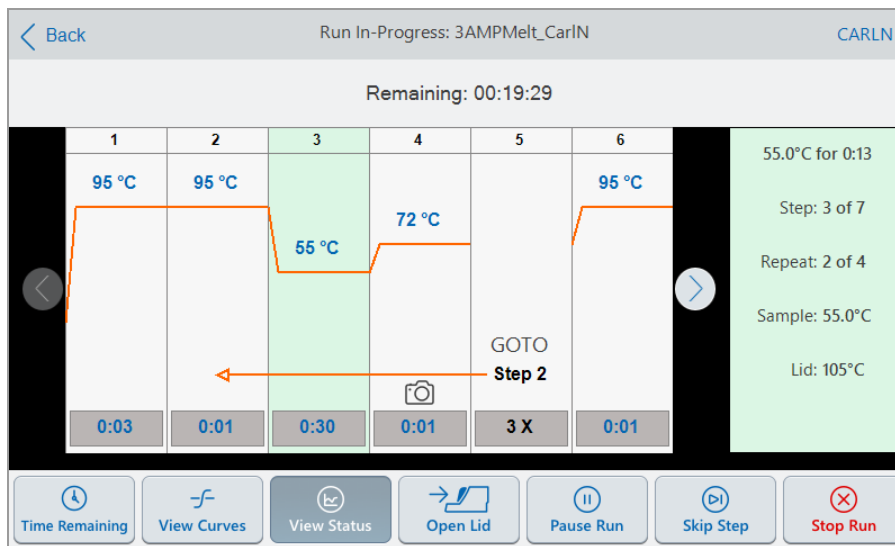 Back
Run In-Progress: 3AMPMelt_CarlN
CARLN
Remaining: 00:19:29
1 2 3 4 5 6
95 °C 95 °C 55 °C 72 °C 95 °C
GOTO
Step 2
0:03 0:01 0:30 0:01 3 X 0:01
55.0°C for 0:13
Step: 3 of 7
Repeat: 2 of 4
Sample: 55.0°C
Lid: 105°C
Time Remaining
View Curves
View Status
Open Lid
Pause Run
Skip Step
Stop Run